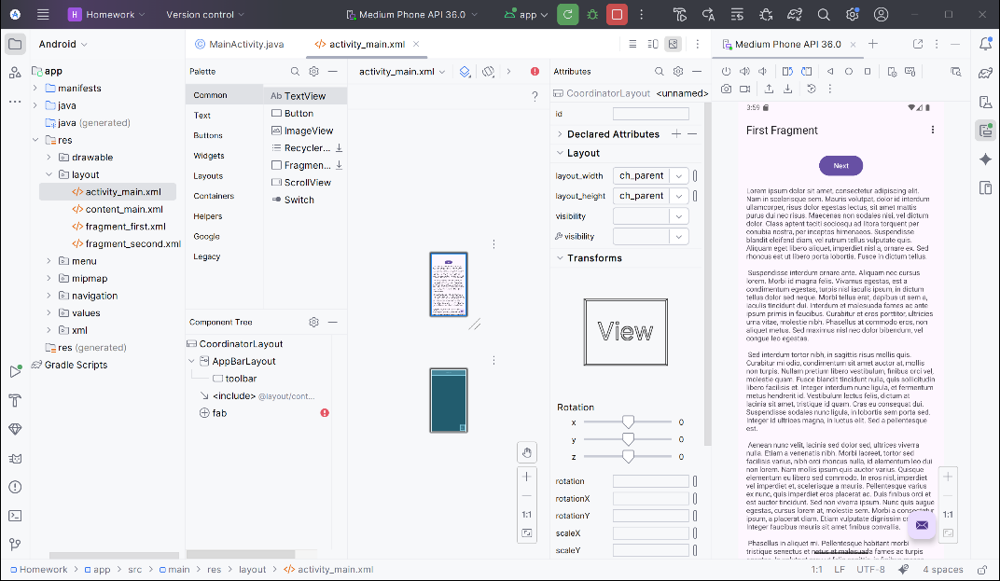 H Homework
Version control
Medium Phone API 36.0
app
Android
MainActivity.java
activity_main.xml
Medium Phone API 36.0
app
manifests
java
java (generated)
res
drawable
layout
activity_main.xml
content_main.xml
fragment_first.xml
fragment_second.xml
menu
mipmap
navigation
values
xml
res (generated)
Gradle Scripts
Palette
Common
Text
Buttons
Widgets
Layouts
Containers
Helpers
Google
Legacy
Ab TextView
Button
ImageView
Recycler...
Fragmen...
ScrollView
Switch
Component Tree
CoordinatorLayout
AppBarLayout
toolbar
<include> @layout/cont...
fab
activity_main.xml
?
1:1
Attributes
CoordinatorLayout <unnamed>
id
Declared Attributes
Layout
layout_width ch_parent
layout_height ch_parent
visibility
visibility
Transforms
View
Rotation
x 0
y 0
z 0
rotation
rotationX
rotationY
scaleX
scaleY
3:59
First Fragment
Next
Lorem ipsum dolor sit amet, consectetur adipiscing elit.
Nam in scelerisque sem. Mauris volutpat, dolor id interdum
ullamcorper, risus dolor egestas lectus, sit amet mattis
purus dui nec risus. Maecenas non sodales nisi, vel dictum
dolor. Class aptent taciti sociosqu ad litora torquent per
conubia nostra, per inceptos himenaeos. Suspendisse
blandit eleifend diam, vel rutrum tellus vulputate quis.
Aliquam eget libero aliquet, imperdiet nisl a, ornare ex. Sed
rhoncus est ut libero porta lobortis. Fusce in dictum tellus.
Suspendisse interdum ornare ante. Aliquam nec cursus
lorem. Morbi id magna felis. Vivamus egestas, est a
condimentum egestas, turpis nisl iaculis ipsum, in dictum
tellus dolor sed neque. Morbi tellus erat, dapibus ut sem a,
iaculis tincidunt dui. Interdum et malesuada fames ac ante
ipsum primis in faucibus. Curabitur et eros porttitor, ultricies
urna vitae, molestie nibh. Phasellus at commodo eros, non
aliquet metus. Sed maximus nisl nec dolor bibendum, vel
congue leo egestas.
Sed interdum tortor nibh, in sagittis risus mollis quis.
Curabitur mi odio, condimentum sit amet auctor at, mollis
non turpis. Nullam pretium libero vestibulum, finibus orci vel,
molestie quam. Fusce blandit tincidunt nulla, quis sollicitudin
libero facilisis et. Integer interdum nunc ligula, et fermentum
metus hendrerit id. Vestibulum lectus felis, dictum at
lacinia sit amet, tristique id quam. Cras eu consequat dui.
Suspendisse sodales nunc ligula, in lobortis sem porta sed.
Integer id ultrices magna, in luctus elit. Sed a pellentesque
est.
Aenean nunc velit, lacinia sed dolor sed, ultrices viverra
nulla. Etiam a venenatis nibh. Morbi laoreet, tortor sed
facilisis varius, nibh orci rhoncus nulla, id elementum leo dui
non lorem. Nam mollis ipsum quis auctor varius. Quisque
elementum eu libero sed commodo. In eros nisl, imperdiet
vel imperdiet et, scelerisque a mauris. Pellentesque varius
ex nunc, quis imperdiet eros placerat ac. Duis finibus orci et
est auctor tincidunt. Sed non viverra ipsum. Nunc quis augue
egestas, cursus lorem at, molestie sem. Morbi a consectetur
ipsum, a placerat diam. Etiam vulputate dignissim
Integer faucibus mauris sit amet finibus convallis.
Phasellus in aliquet mi. Pellentesque habitant morbi
tristique senectus et netus et malesuada fames ac turpis
1:1
Homework > app > src > main > res > layout > activity_main.xml
1:1
LF
UTF-8
4 spaces